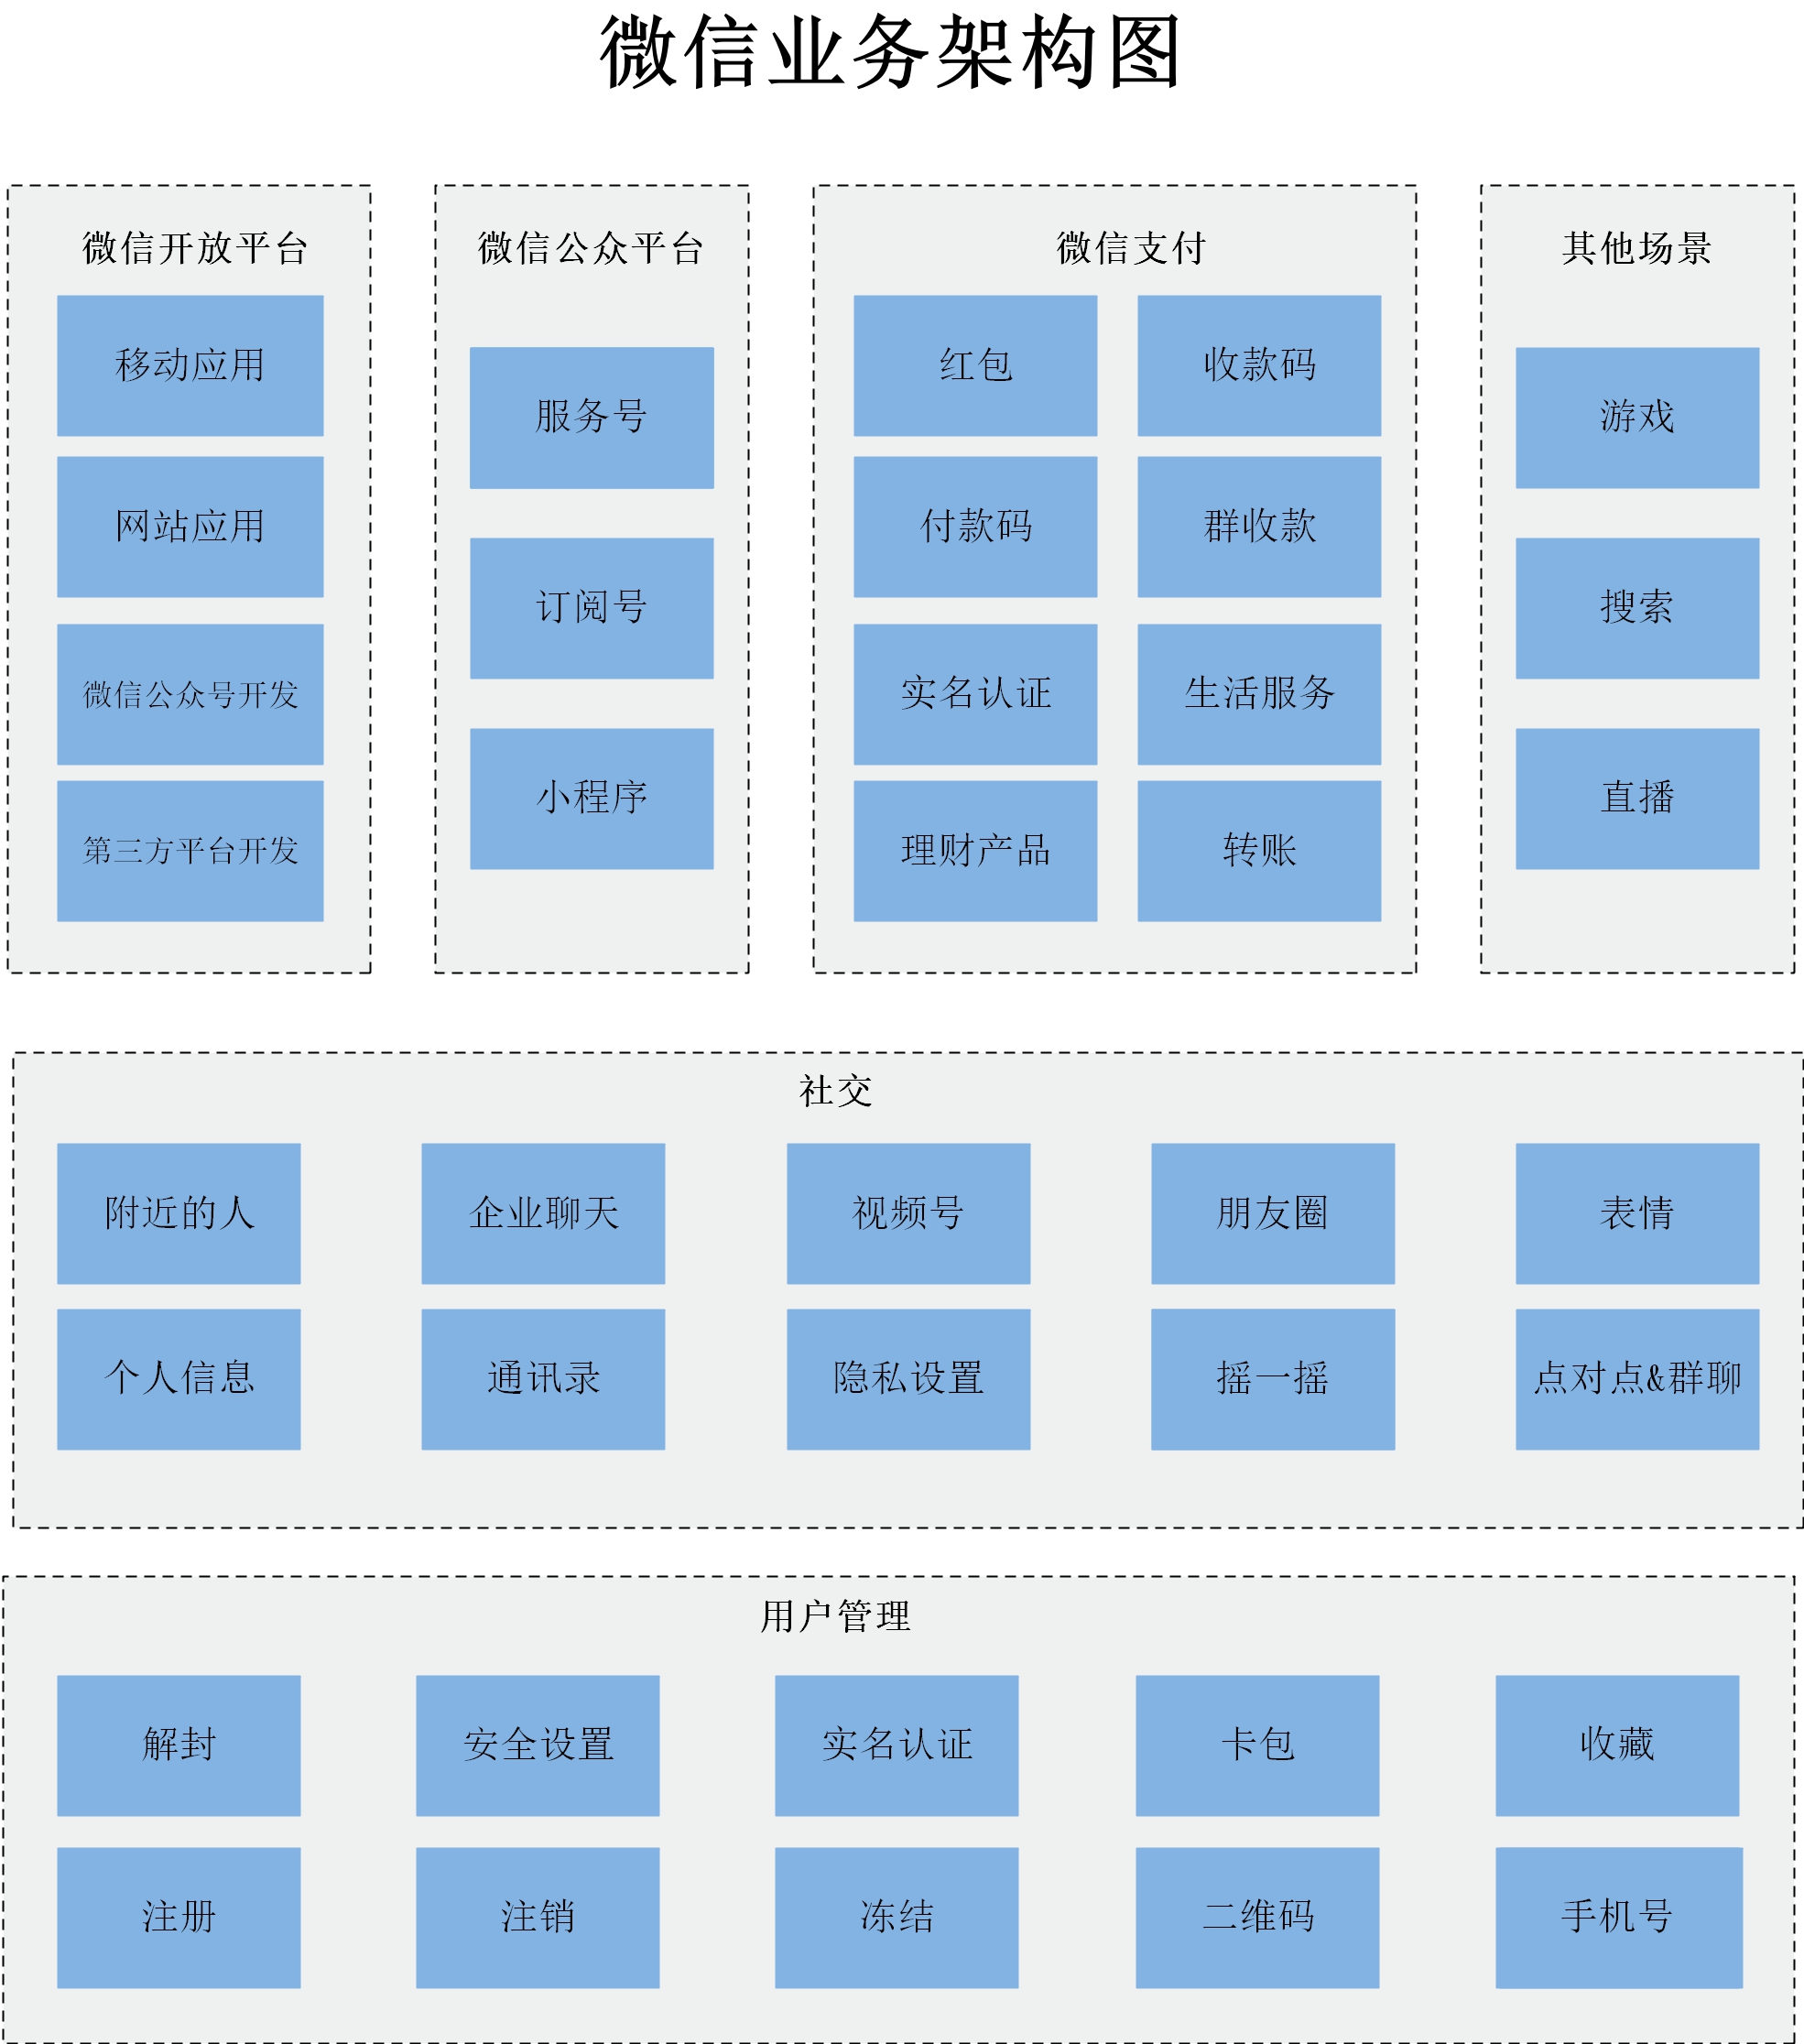 微信业务架构图
微信开放平台
移动应用
网站应用
微信公众号开发
第三方平台开发
微信公众平台
服务号
订阅号
小程序
微信支付
红包
收款码
付款码
群收款
实名认证
生活服务
理财产品
转账
其他场景
游戏
搜索
直播
社交
附近的人
企业聊天
视频号
朋友圈
表情
个人信息
通讯录
隐私设置
摇一摇
点对点&群聊
用户管理
解封
安全设置
实名认证
卡包
收藏
注册
注销
冻结
二维码
手机号